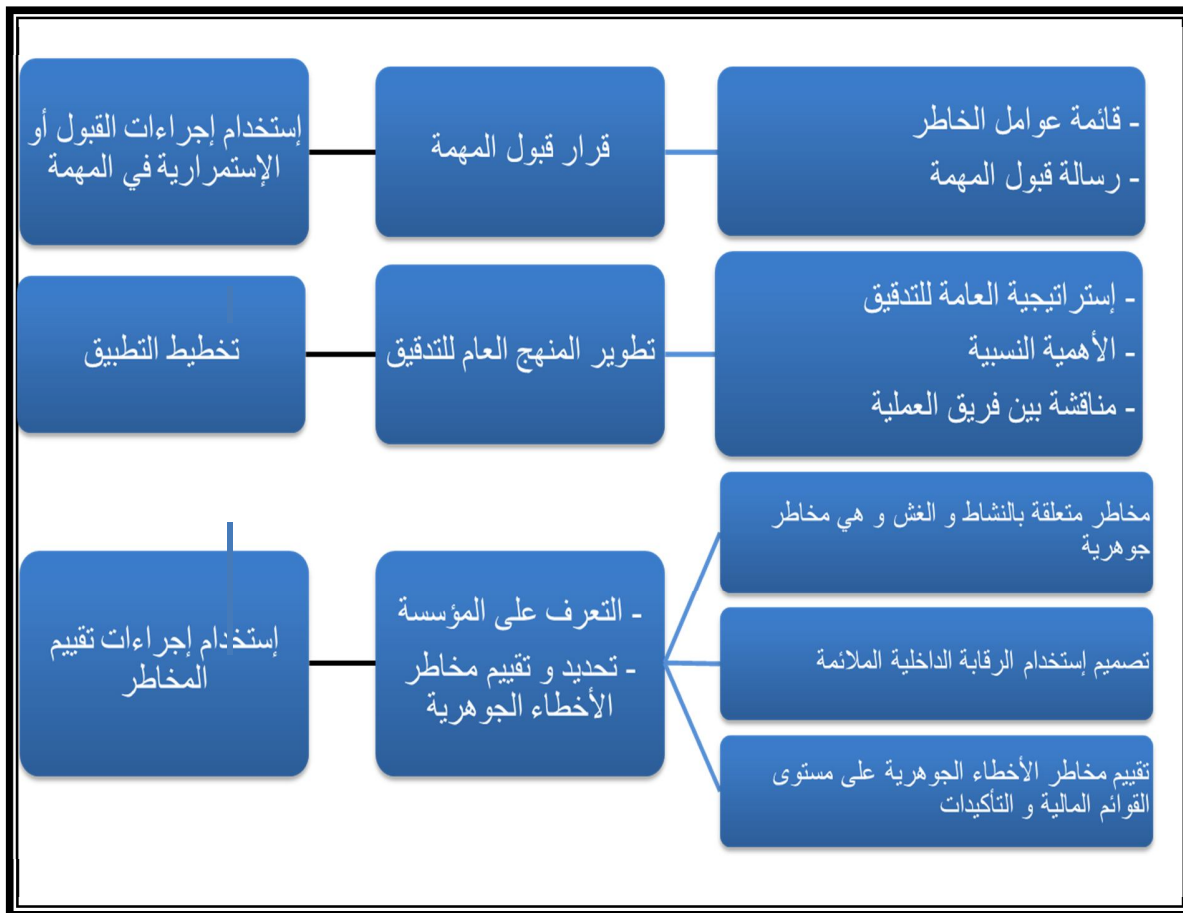 إستخدام إجراءات القبول أو
الإستمرارية في المهمة
قرار قبول المهمة
- قائمة عوامل الخاطر
- رسالة قبول المهمة
تخطيط التطبيق
تطوير المنهج العام للتدقيق
- إستراتيجية العامة للتدقيق
- الأهمية النسبية
- مناقشة بين فريق العملية
إستخدام إجراءات تقييم
المخاطر
- التعرف على المؤسسة
- تحديد و تقييم مخاطر
الأخطاء الجوهرية
مخاطر متعلقة بالنشاط و الغش و هي مخاطر
جوهرية
تصميم إستخدام الرقابة الداخلية الملائمة
تقييم مخاطر الأخطاء الجوهرية على مستوى
القوائم المالية و التأكيدات